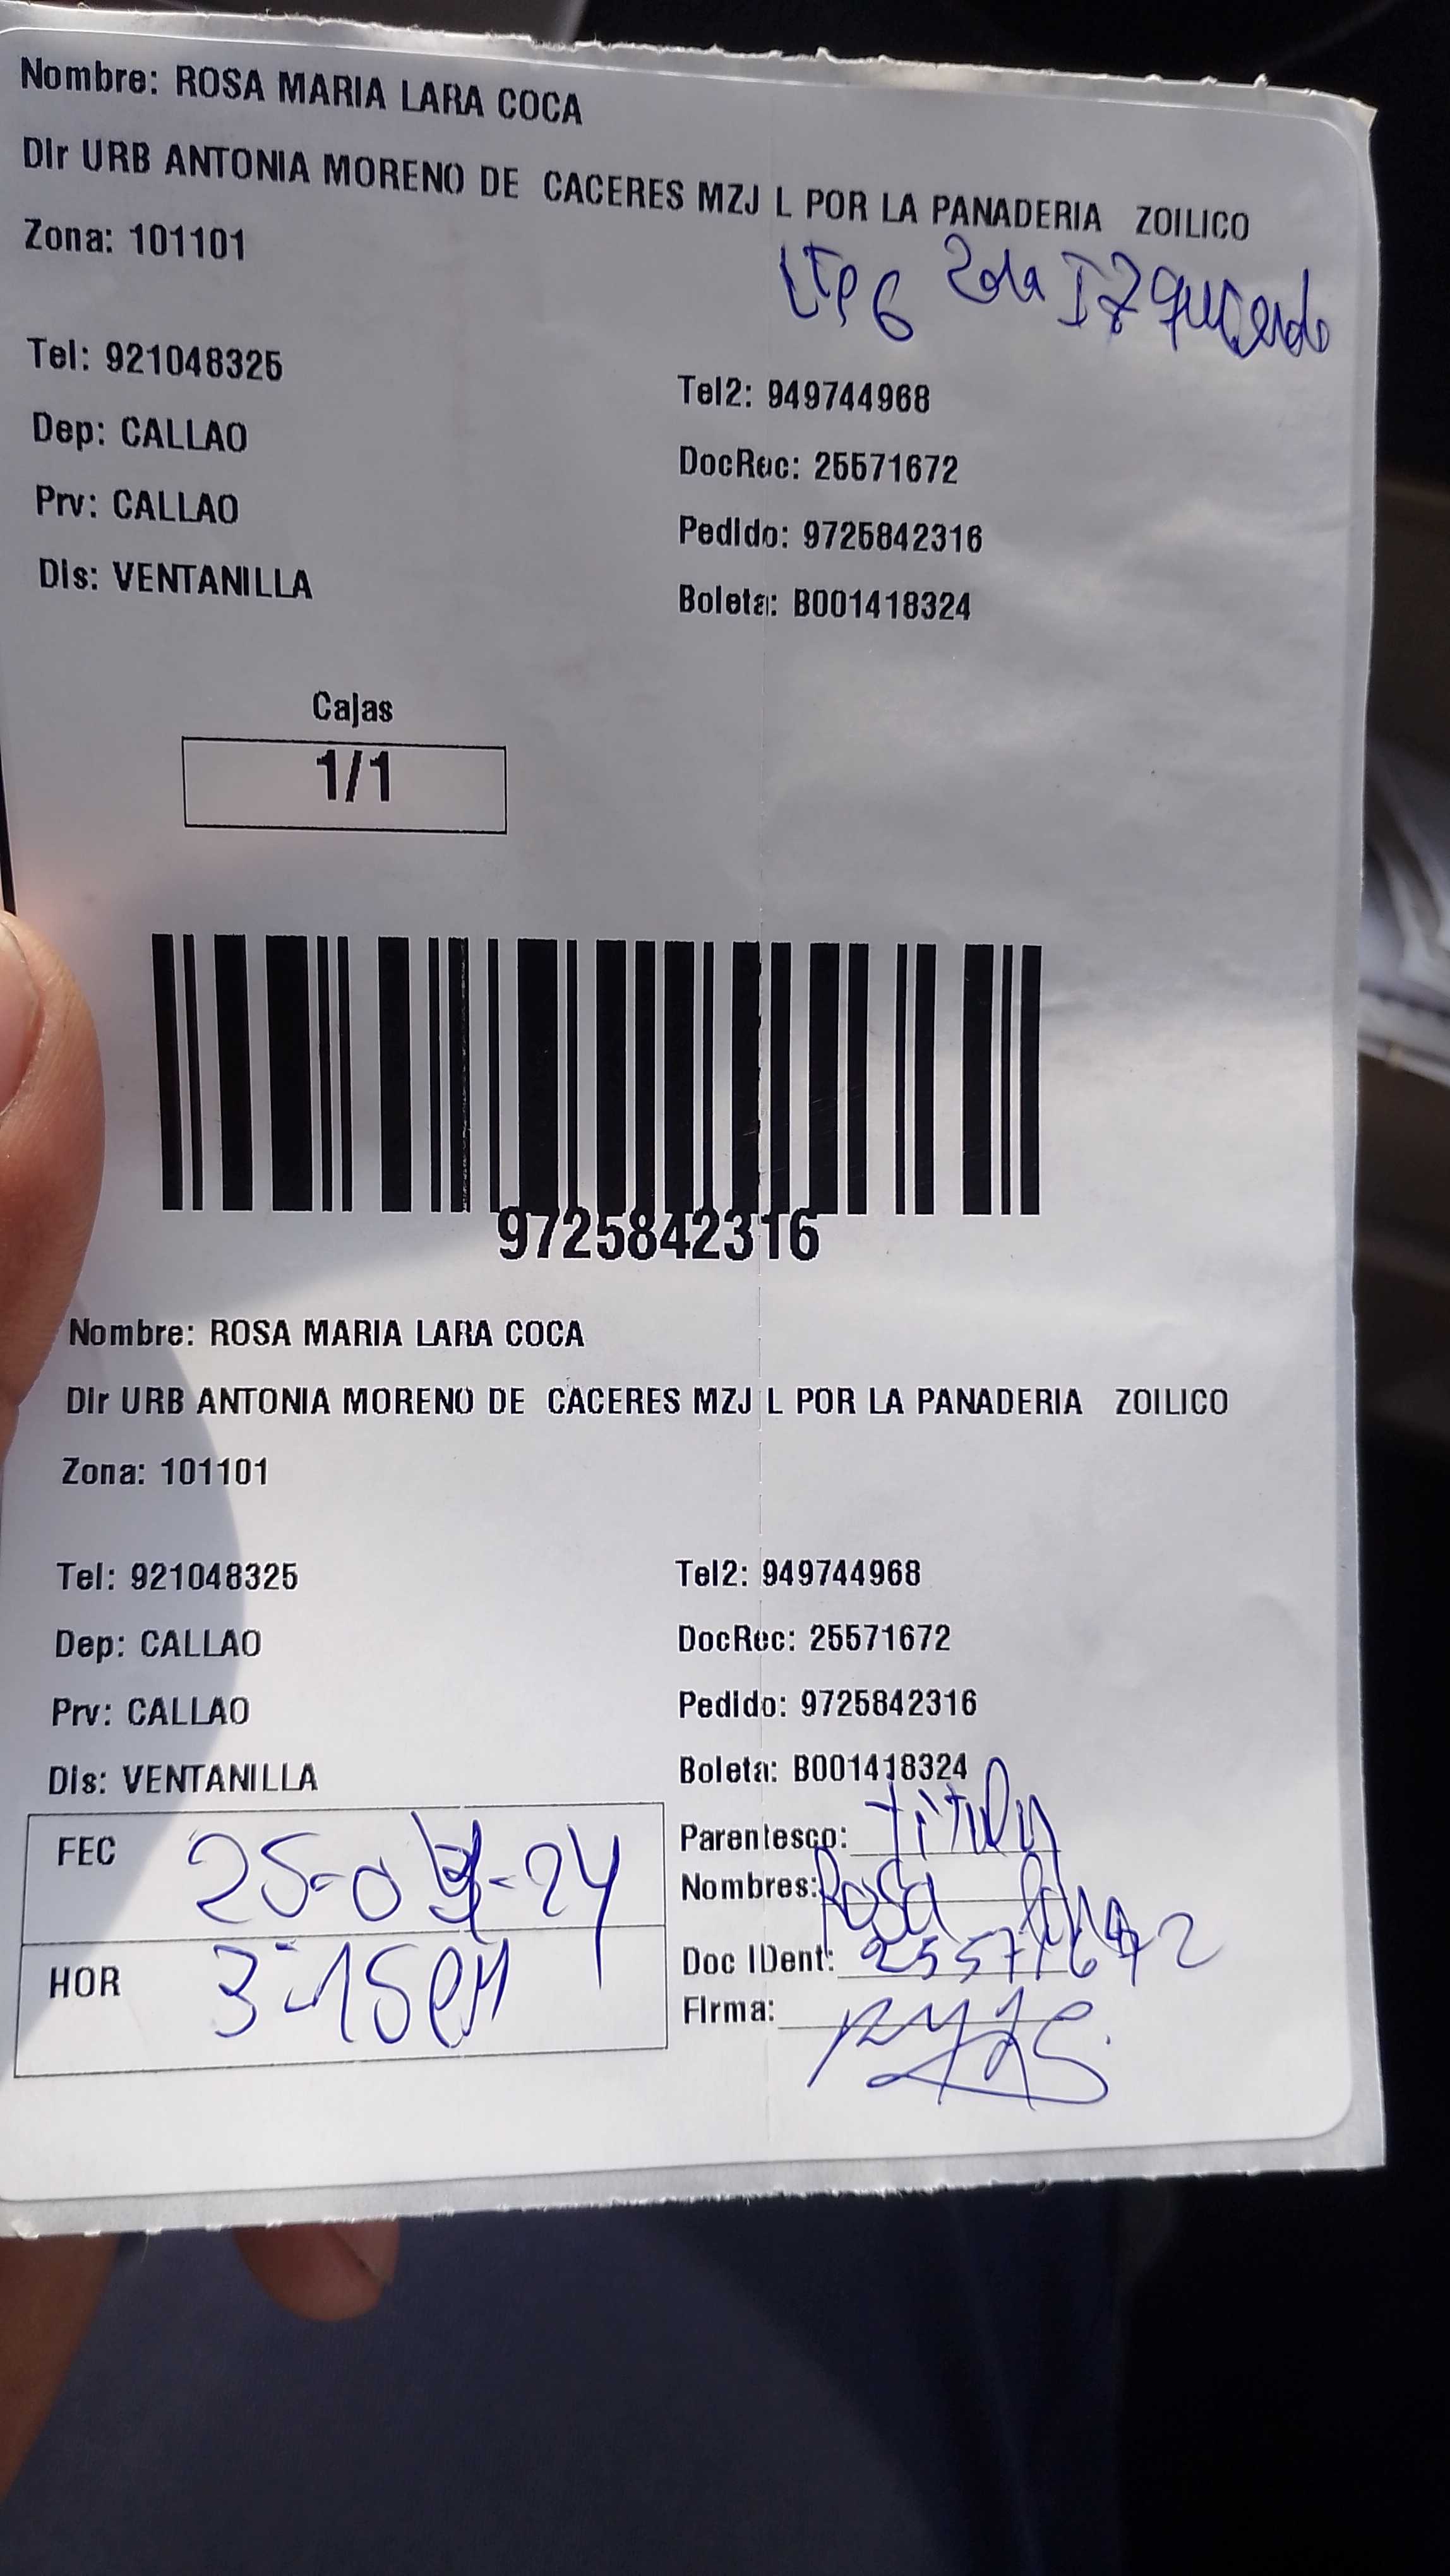 Nombre: ROSA MARIA LARA COCA
Dir URB ANTONIA MORENO DE CACERES MZJ L POR LA PANADERIA ZOILICO
Zona: 101101
Tel: 921048325
Tel2: 949744968
Dep: CALLAO
DocRec: 25571672
Prv: CALLAO
Pedido: 9725842316
Dis: VENTANILLA
Boleta: B001418324
Cajas
1/1
9725842316
Nombre: ROSA MARIA LARA COCA
Dir URB ANTONIA MORENO DE CACERES MZJ L POR LA PANADERIA ZOILICO
Zona: 101101
Tel: 921048325
Tel2: 949744968
Dep: CALLAO
DocRec: 25571672
Prv: CALLAO
Pedido: 9725842316
Dis: VENTANILLA
Boleta: B001418324
FEC
Parentesco:
Nombres: Rosa
HOR 3-15 PM
Doc IDent: 25571672
Firma: